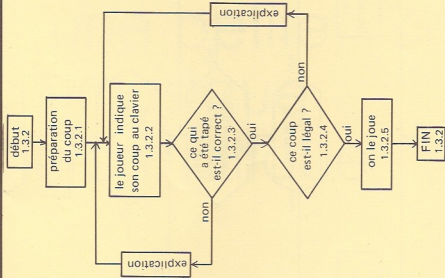 début
1.3.2
préparation
du coup
1.3.2.1
le joueur indique
son coup au clavier
1.3.2.2
ce qui
a été tapé
est-il correct ?
1.3.2.3
non
explication
oui
ce coup
est-il légal ?
1.3.2.4
non
explication
oui
on le joue
1.3.2.5
FIN
1.3.2